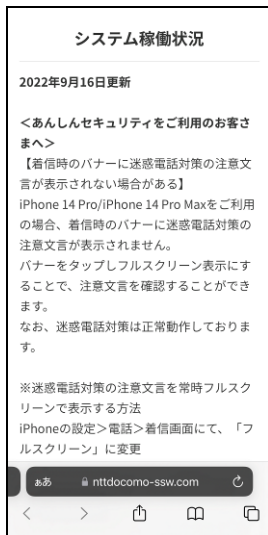 システム稼働状況
2022年9月16日更新
＜あんしんセキュリティをご利用のお客さ
まへ＞
【着信時のバナーに迷惑電話対策の注意文
言が表示されない場合がある】
iPhone 14 Pro/iPhone 14 Pro Maxをご利用
の場合、着信時のバナーに迷惑電話対策の
注意文言が表示されません。
バナーをタップしフルスクリーン表示にす
ることで、注意文言を確認することができ
ます。
なお、迷惑電話対策は正常動作しておりま
す。
※迷惑電話対策の注意文言を常時フルスク
リーンで表示する方法
iPhoneの設定＞電話＞着信画面にて、「フ
ルスクリーン」に変更
ぁあ nttdocomo-ssw.com